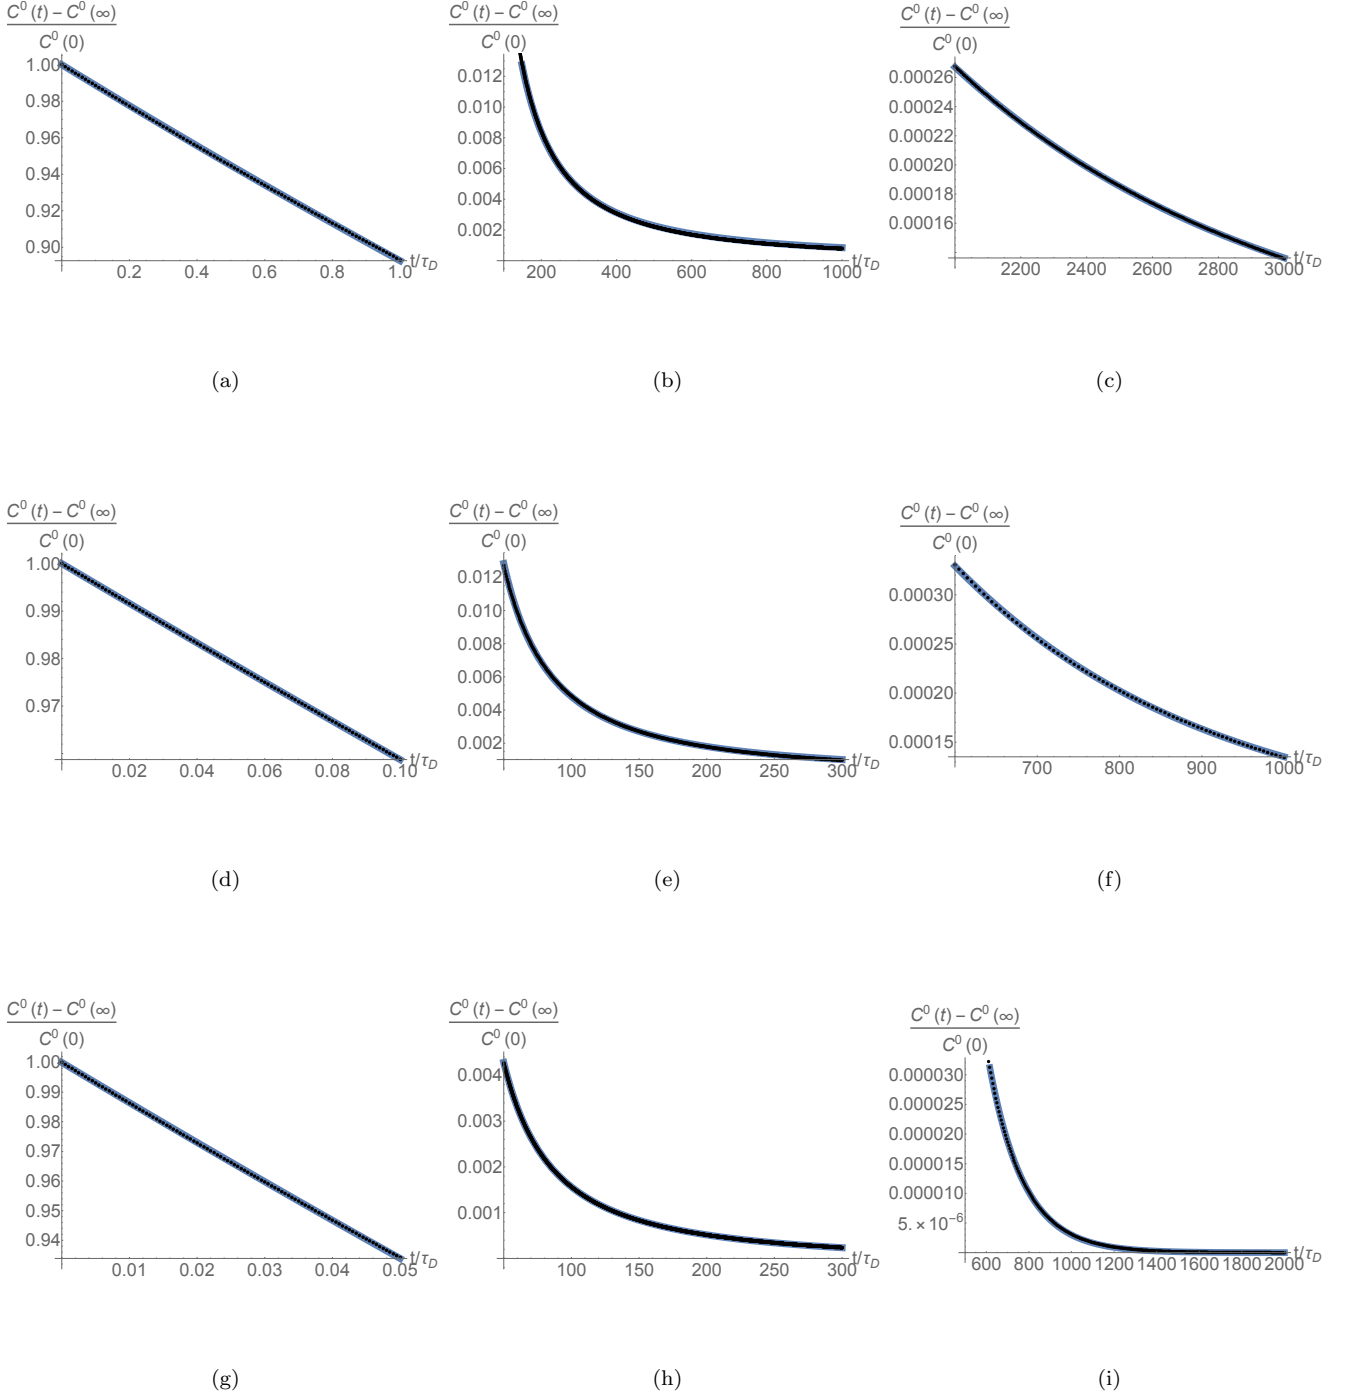 C⁰ (t) – C⁰ (∞)
C⁰ (0)
1.00
0.98
0.96
0.94
0.92
0.90
0.2 0.4 0.6 0.8 1.0 t/τ_D
(a)
C⁰ (t) – C⁰ (∞)
C⁰ (0)
0.012
0.010
0.008
0.006
0.004
0.002
200 400 600 800 1000 t/τ_D
(b)
C⁰ (t) – C⁰ (∞)
C⁰ (0)
0.00026
0.00024
0.00022
0.00020
0.00018
0.00016
2200 2400 2600 2800 3000 t/τ_D
(c)
C⁰ (t) – C⁰ (∞)
C⁰ (0)
1.00
0.99
0.98
0.97
0.02 0.04 0.06 0.08 0.10 t/τ_D
(d)
C⁰ (t) – C⁰ (∞)
C⁰ (0)
0.012
0.010
0.008
0.006
0.004
0.002
100 150 200 250 300 t/τ_D
(e)
C⁰ (t) – C⁰ (∞)
C⁰ (0)
0.00030
0.00025
0.00020
0.00015
700 800 900 1000 t/τ_D
(f)
C⁰ (t) – C⁰ (∞)
C⁰ (0)
1.00
0.99
0.98
0.97
0.96
0.95
0.94
0.01 0.02 0.03 0.04 0.05 t/τ_D
(g)
C⁰ (t) – C⁰ (∞)
C⁰ (0)
0.004
0.003
0.002
0.001
100 150 200 250 300 t/τ_D
(h)
C⁰ (t) – C⁰ (∞)
C⁰ (0)
0.000030
0.000025
0.000020
0.000015
0.000010
5. × 10⁻⁶
600 800 1000 1200 1400 1600 1800 2000 t/τ_D
(i)